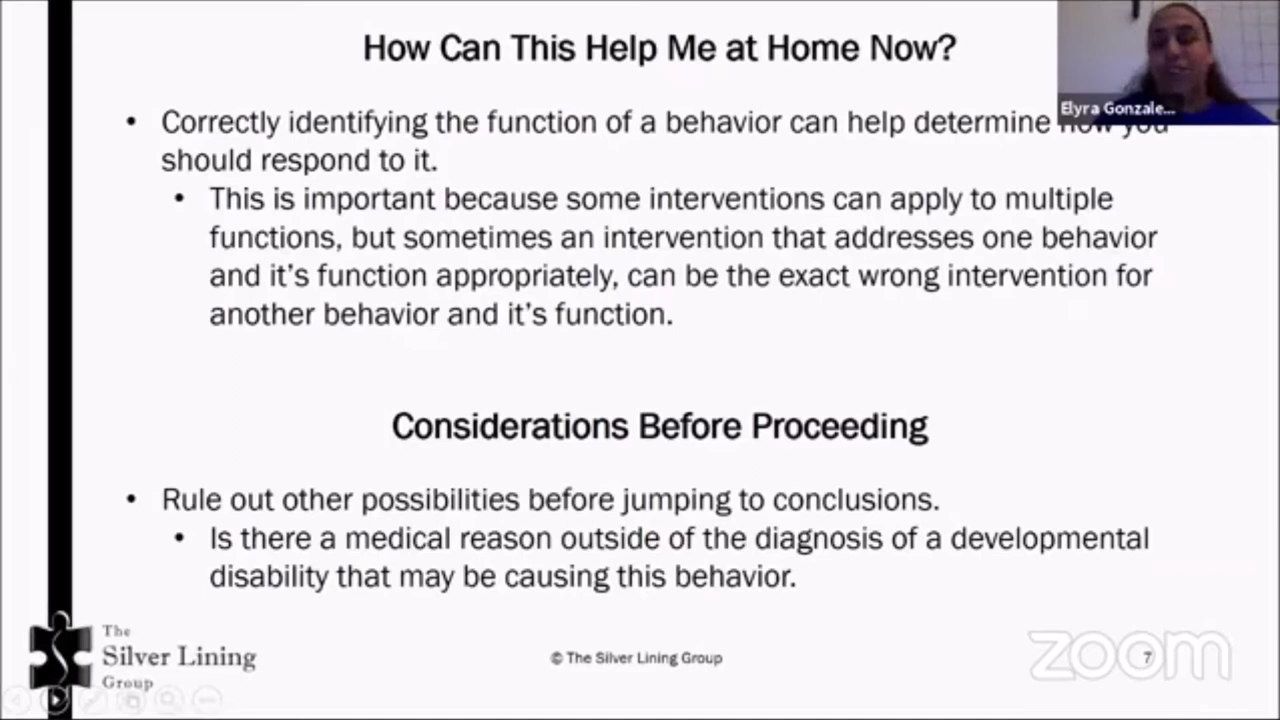 How Can This Help Me at Home Now?
Elyra Gonzale...
• Correctly identifying the function of a behavior can help determine how you
should respond to it.
• This is important because some interventions can apply to multiple
functions, but sometimes an intervention that addresses one behavior
and it's function appropriately, can be the exact wrong intervention for
another behavior and it's function.
Considerations Before Proceeding
• Rule out other possibilities before jumping to conclusions.
• Is there a medical reason outside of the diagnosis of a developmental
disability that may be causing this behavior.
The
Silver Lining
Group
© The Silver Lining Group
zoom
7